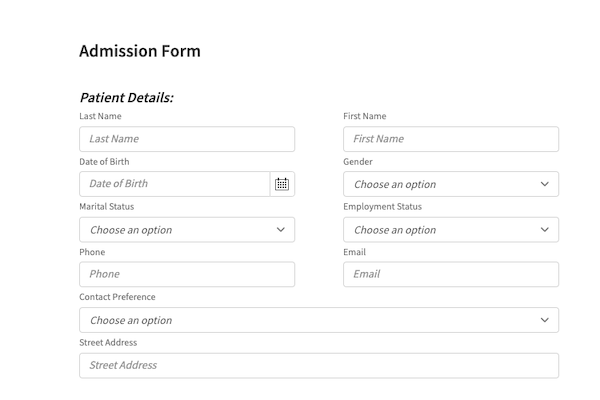 Admission Form
Patient Details:
Last Name
First Name
Last Name
First Name
Date of Birth
Gender
Date of Birth
Choose an option
Marital Status
Employment Status
Choose an option
Choose an option
Phone
Email
Phone
Email
Contact Preference
Choose an option
Street Address
Street Address